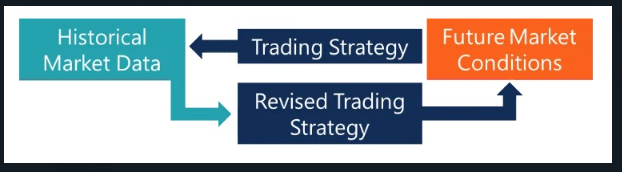 Historical
Market Data
Trading Strategy
Future Market
Conditions
Revised Trading
Strategy